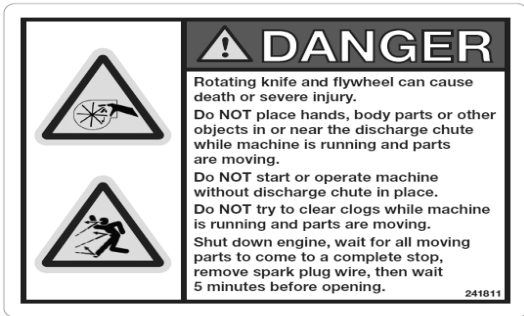 DANGER
Rotating knife and flywheel can cause
death or severe injury.
Do NOT place hands, body parts or other
objects in or near the discharge chute
while machine is running and parts
are moving.
Do NOT start or operate machine
without discharge chute in place.
Do NOT try to clear clogs while machine
is running and parts are moving.
Shut down engine, wait for all moving
parts to come to a complete stop,
remove spark plug wire, then wait
5 minutes before opening.
241811